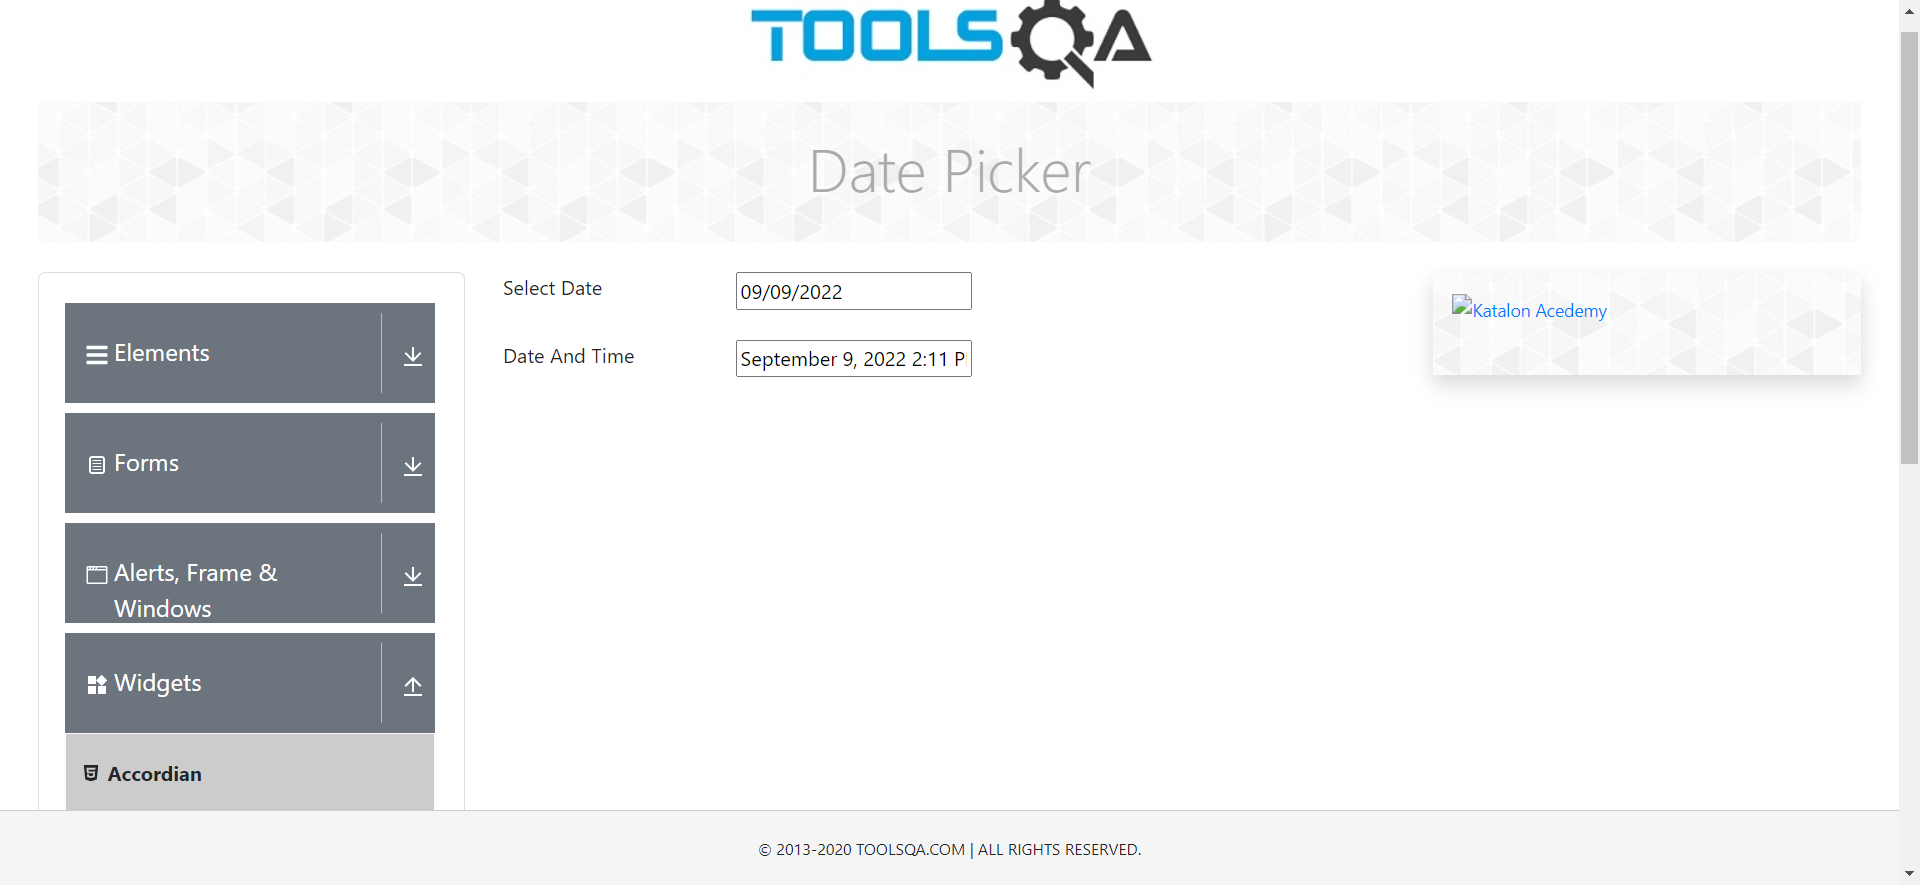 TOOLSQA
Date Picker
Elements
Forms
Alerts, Frame &
Windows
Widgets
Accordian
Select Date
09/09/2022
Date And Time
September 9, 2022 2:11 P
Katalon Acedemy
© 2013-2020 TOOLSQA.COM | ALL RIGHTS RESERVED.